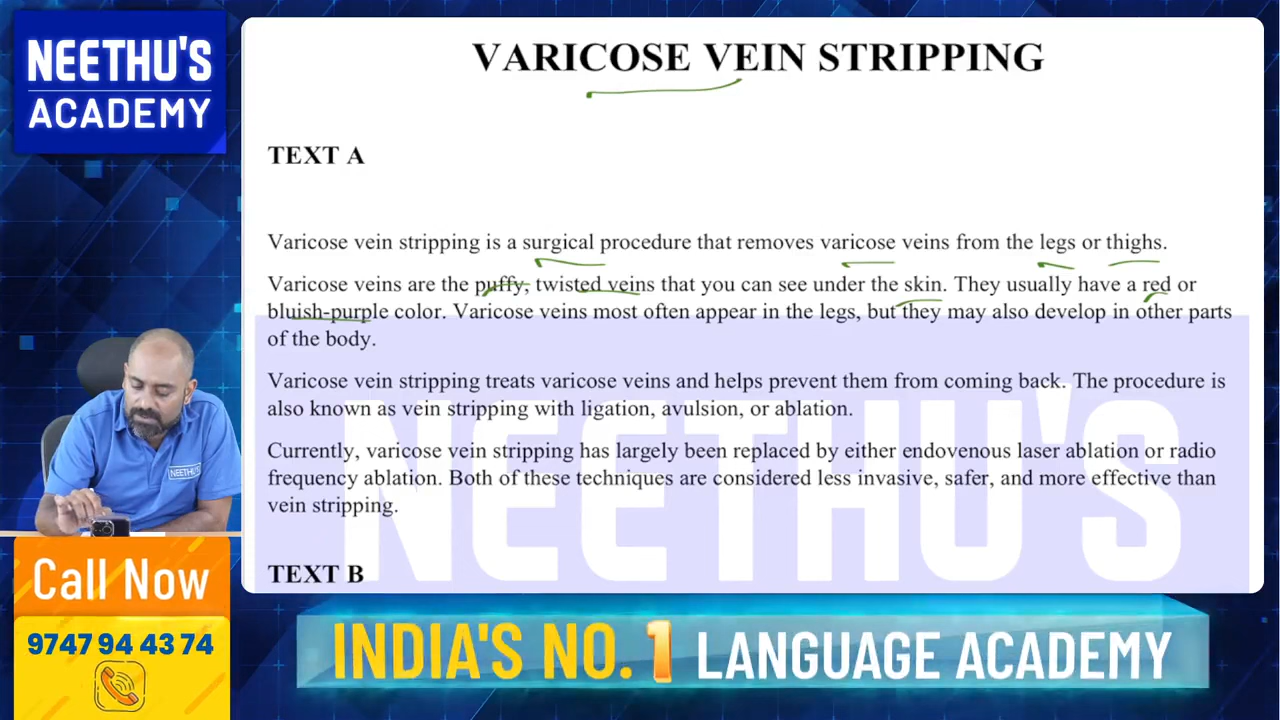 NEETHU'S
ACADEMY
VARICOSE VEIN STRIPPING
TEXT A
Varicose vein stripping is a surgical procedure that removes varicose veins from the legs or thighs.
Varicose veins are the puffy, twisted veins that you can see under the skin. They usually have a red or
bluish-purple color. Varicose veins most often appear in the legs, but they may also develop in other parts
of the body.
Varicose vein stripping treats varicose veins and helps prevent them from coming back. The procedure is
also known as vein stripping with ligation, avulsion, or ablation.
Currently, varicose vein stripping has largely been replaced by either endovenous laser ablation or radio
frequency ablation. Both of these techniques are considered less invasive, safer, and more effective than
vein stripping.
TEXT B
NEETHU'S
NEETHU'S
Call Now
9747 94 43 74
INDIA'S NO. 1 LANGUAGE ACADEMY